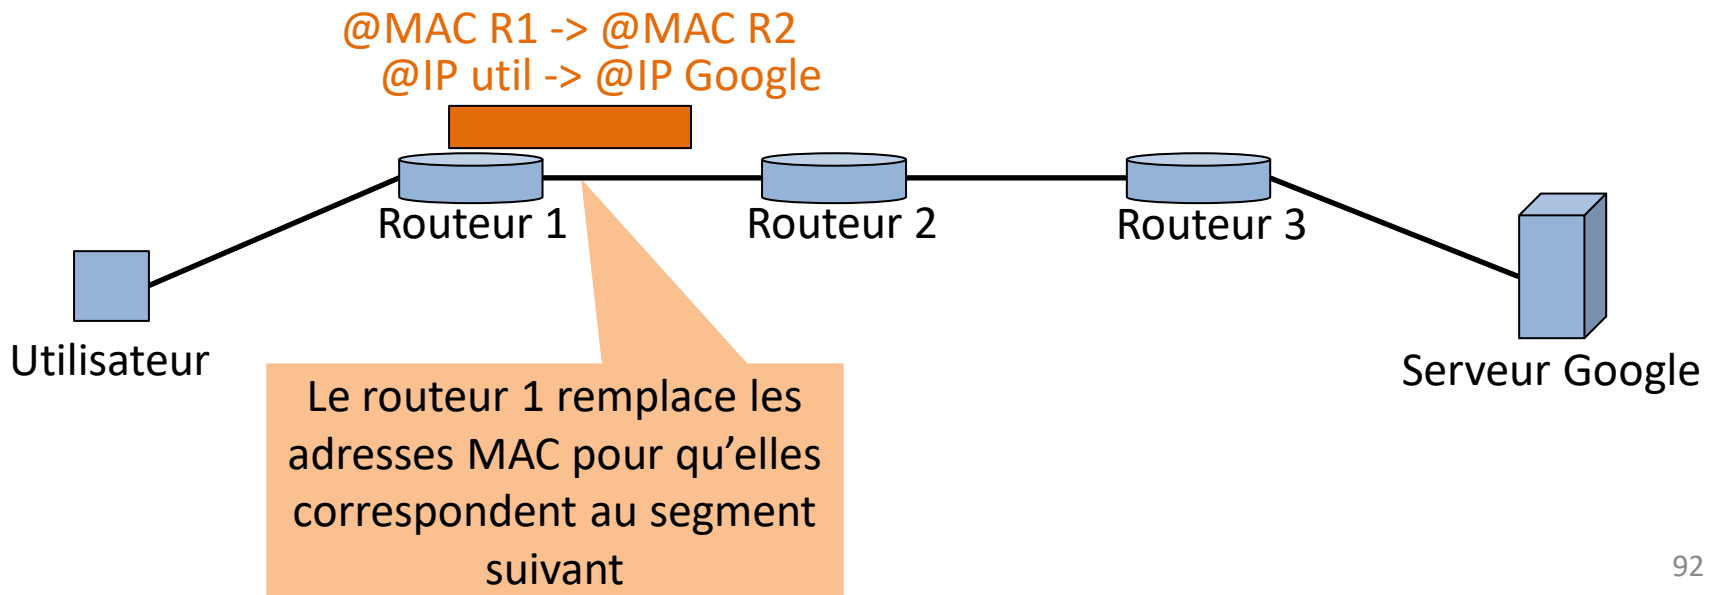 @MAC R1 -> @MAC R2
@IP util -> @IP Google
Routeur 1
Routeur 2
Routeur 3
Utilisateur
Serveur Google
Le routeur 1 remplace les
adresses MAC pour qu’elles
correspondent au segment
suivant
92